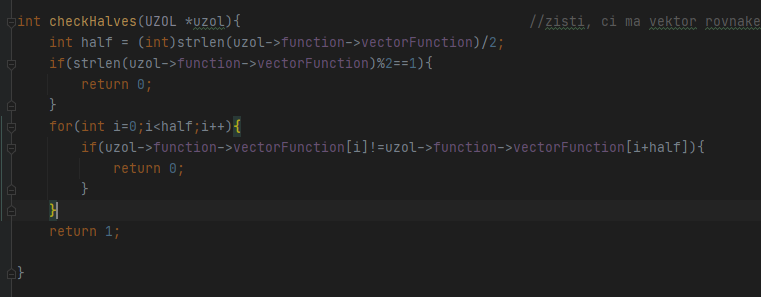 int checkHalves(UZOL *uzol){ //zisti, ci ma vektor rovnake
    int half = (int)strlen(uzol->function->vectorFunction)/2;
    if(strlen(uzol->function->vectorFunction)%2==1){
        return 0;
    }
    for(int i=0;i<half;i++){
        if(uzol->function->vectorFunction[i]!=uzol->function->vectorFunction[i+half]){
            return 0;
        }
    }
    return 1;
}